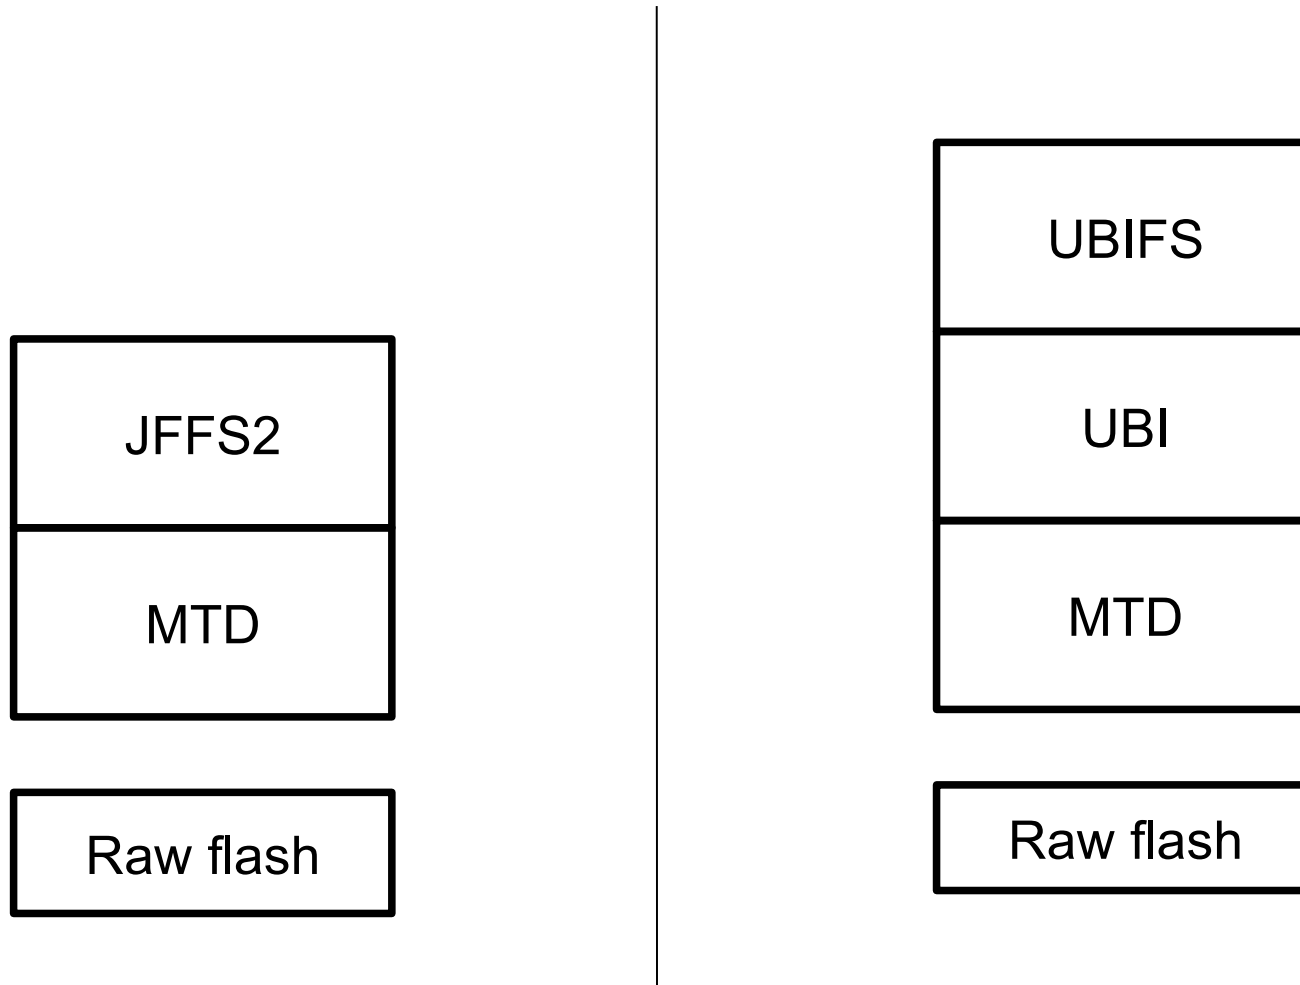 JFFS2
MTD
Raw flash
UBIFS
UBI
MTD
Raw flash